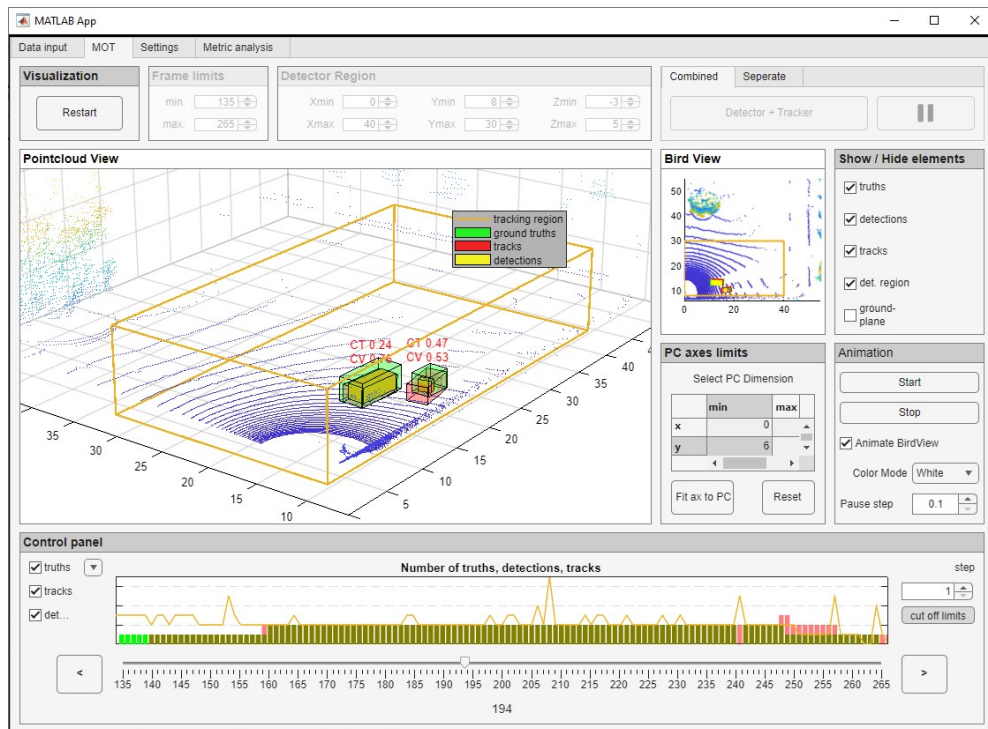 MATLAB App
Data input MOT Settings Metric analysis
Visualization
Restart
Frame limits
min. 135
max. 265
Detector Region
Xmin 0 Ymin 8 Zmin -3
Xmax 40 Ymax 30 Zmax 5
Combined Seperate
Detector + Tracker
Pointcloud View
tracking region
ground truths
tracks
detections
CT 0.24 CT 0.47
CV 0.76 CV 0.53
35
30
25
20
15
10
5
10
15
20
25
30
35
40
Bird View
50
40
30
20
10
0 20 40
Show / Hide elements
truths
detections
tracks
det. region
ground-
plane
PC axes limits
Select PC Dimension
min max
x 0
y 6
Fit ax to PC Reset
Animation
Start
Stop
Animate BirdView
Color Mode White
Pause step 0.1
Control panel
truths
tracks
det...
Number of truths, detections, tracks
step
1
cut off limits
< >
135 140 145 150 155 160 165 170 175 180 185 190 195 200 205 210 215 220 225 230 235 240 245 250 255 260 265
194